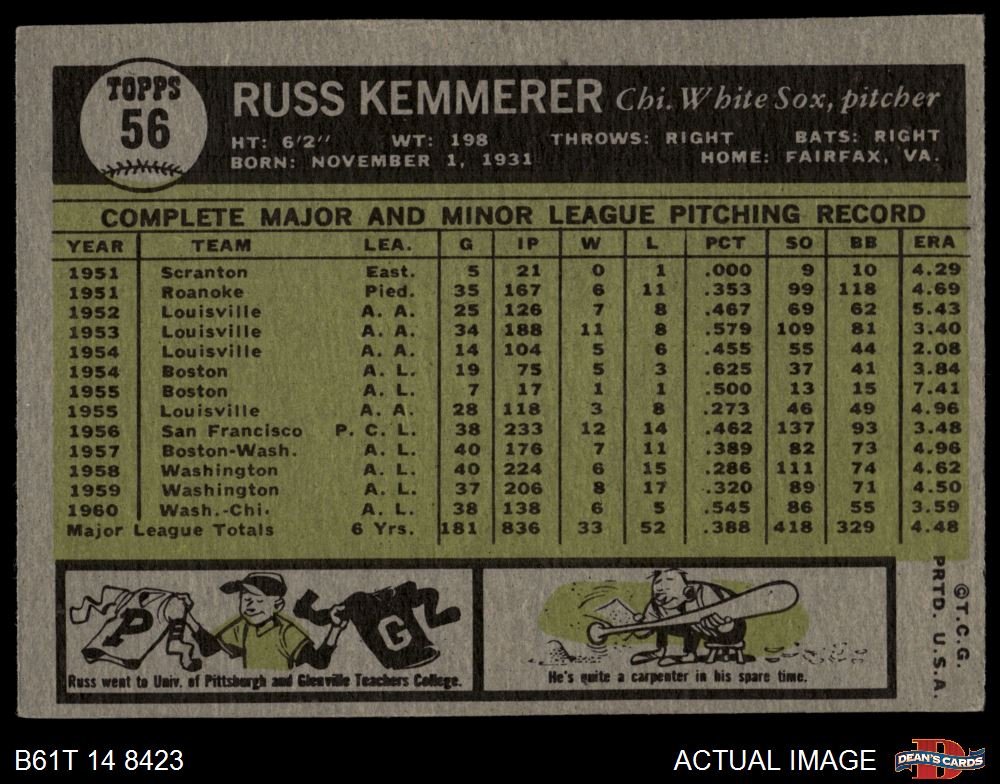 TOPPS
56
RUSS KEMMERER Chi. White Sox, pitcher
HT: 6'2" WT: 198 THROWS: RIGHT BATS: RIGHT
BORN: NOVEMBER 1, 1931 HOME: FAIRFAX, VA.
COMPLETE MAJOR AND MINOR LEAGUE PITCHING RECORD
YEAR TEAM LEA. G IP W L PCT SO BB ERA
1951 Scranton East. 5 21 0 1 .000 9 10 4.29
1951 Roanoke Pied. 35 167 6 11 .353 99 118 4.69
1952 Louisville A. A. 25 126 7 8 .467 69 62 5.43
1953 Louisville A. A. 34 188 11 8 .579 109 81 3.40
1954 Louisville A. A. 14 104 5 6 .455 55 44 2.08
1954 Boston A. L. 19 75 5 3 .625 37 41 3.84
1955 Boston A. L. 7 17 1 1 .500 13 15 7.41
1955 Louisville A. A. 28 118 3 8 .273 46 49 4.96
1956 San Francisco P. C. L. 38 233 12 14 .462 137 93 3.48
1957 Boston-Wash. A. L. 40 176 7 11 .389 82 73 4.96
1958 Washington A. L. 40 224 6 15 .286 111 74 4.62
1959 Washington A. L. 37 206 8 17 .320 89 71 4.50
1960 Wash.-Chi. A. L. 38 138 6 5 .545 86 55 3.59
Major League Totals 6 Yrs. 181 836 33 52 .388 418 329 4.48
P G
Russ went to Univ. of Pittsburgh and Glenville Teachers College.
He's quite a carpenter in his spare time.
©T.C.G.
PRTD. U.S.A.
B61T 14 8423
ACTUAL IMAGE
DEAN'S CARDS